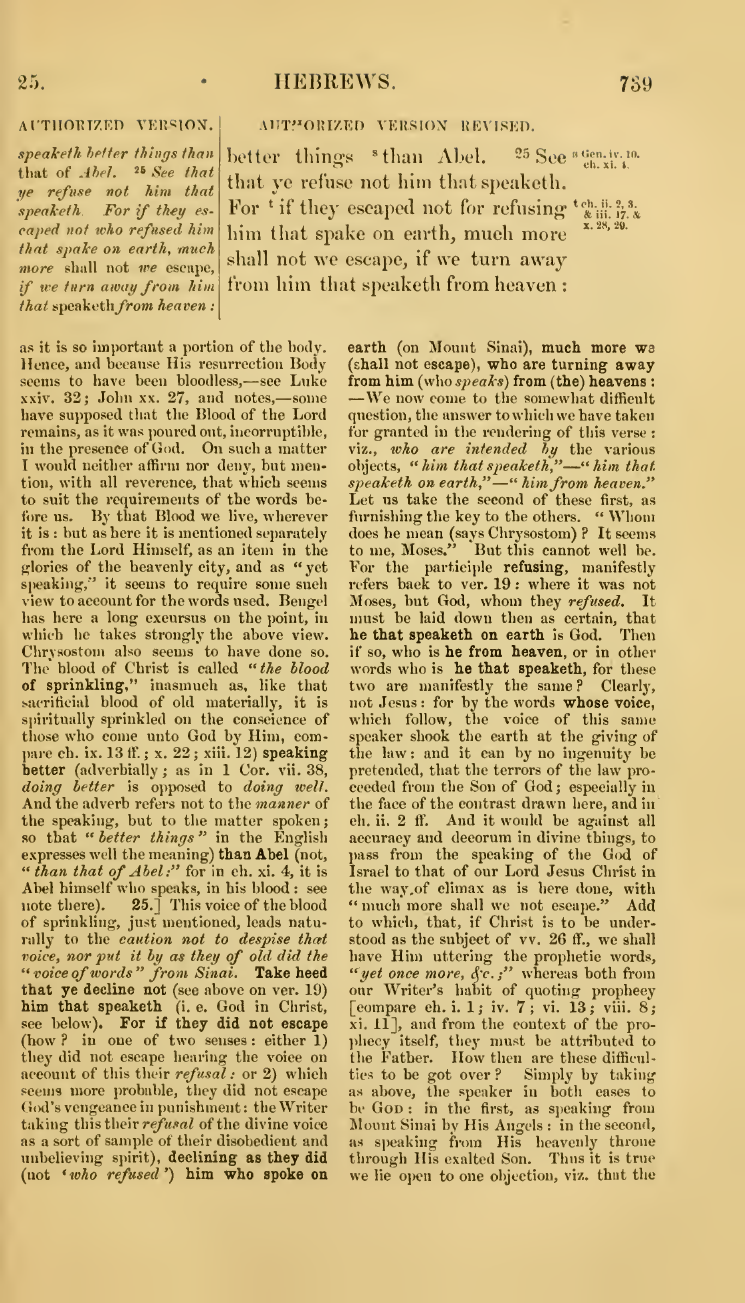 25.
HEBREWS.
739
AUTHORIZED VERSION.
speaketh better things than
that of Abel. 25 See that
ye refuse not him that
speaketh. For if they es-
caped not who refused him
that spake on earth, much
more shall not we escape,
if we turn away from him
that speaketh from heaven :
AUTHORIZED VERSION REVISED.
better things s than Abel. 25 See
that ye refuse not him that speaketh.
For t if they escaped not for refusing
him that spake on earth, much more
shall not we escape, if we turn away
from him that speaketh from heaven :
s Gen. iv. 10.
ch. xi. 4.
t ch. ii. 2, 3.
& iii. 17. &
x. 28, 29.
as it is so important a portion of the body.
Hence, and because His resurrection Body
seems to have been bloodless,—see Luke
xxiv. 32; John xx. 27, and notes,—some
have supposed that the Blood of the Lord
remains, as it was poured out, incorruptible,
in the presence of God. On such a matter
I would neither affirm nor deny, but men-
tion, with all reverence, that which seems
to suit the requirements of the words be-
fore us. By that Blood we live, wherever
it is : but as here it is mentioned separately
from the Lord Himself, as an item in the
glories of the heavenly city, and as “yet
speaking,” it seems to require some such
view to account for the words used. Bengel
has here a long excursus on the point, in
which he takes strongly the above view.
Chrysostom also seems to have done so.
The blood of Christ is called “the blood
of sprinkling,” inasmuch as, like that
sacrificial blood of old materially, it is
spiritually sprinkled on the conscience of
those who come unto God by Him, com-
pare ch. ix. 13 ff. ; x. 22 ; xiii. 12) speaking
better (adverbially ; as in 1 Cor. vii. 38,
doing better is opposed to doing well.
And the adverb refers not to the manner of
the speaking, but to the matter spoken ;
so that “better things” in the English
expresses well the meaning) than Abel (not,
“than that of Abel:” for in ch. xi. 4, it is
Abel himself who speaks, in his blood : see
note there). 25.] This voice of the blood
of sprinkling, just mentioned, leads natu-
rally to the caution not to despise that
voice, nor put it by as they of old did the
“voice of words” from Sinai. Take heed
that ye decline not (see above on ver. 19)
him that speaketh (i. e. God in Christ,
see below). For if they did not escape
(how ? in one of two senses : either 1)
they did not escape hearing the voice on
account of this their refusal : or 2) which
seems more probable, they did not escape
God's vengeance in punishment : the Writer
taking this their refusal of the divine voice
as a sort of sample of their disobedient and
unbelieving spirit), declining as they did
(not ‘who refused’) him who spoke on
earth (on Mount Sinai), much more we
(shall not escape), who are turning away
from him (who speaks) from (the) heavens :
—We now come to the somewhat difficult
question, the answer to which we have taken
for granted in the rendering of this verse :
viz., who are intended by the various
objects, “him that speaketh,”—“him that
speaketh on earth,”—“him from heaven.”
Let us take the second of these first, as
furnishing the key to the others. “Whom
does he mean (says Chrysostom) ? It seems
to me, Moses.” But this cannot well be.
For the participle refusing, manifestly
refers back to ver. 19 : where it was not
Moses, but God, whom they refused. It
must be laid down then as certain, that
he that speaketh on earth is God. Then
if so, who is he from heaven, or in other
words who is he that speaketh, for these
two are manifestly the same ? Clearly,
not Jesus : for by the words whose voice,
which follow, the voice of this same
speaker shook the earth at the giving of
the law : and it can by no ingenuity be
pretended, that the terrors of the law pro-
ceeded from the Son of God ; especially in
the face of the contrast drawn here, and in
ch. ii. 2 ff. And it would be against all
accuracy and decorum in divine things, to
pass from the speaking of the God of
Israel to that of our Lord Jesus Christ in
the way of climax as is here done, with
“much more shall we not escape.” Add
to which, that, if Christ is to be under-
stood as the subject of vv. 26 ff., we shall
have Him uttering the prophetic words,
“yet once more, &c. ;” whereas both from
our Writer's habit of quoting prophecy
[compare ch. i. 1 ; iv. 7 ; vi. 13 ; viii. 8 ;
xi. 11], and from the context of the pro-
phecy itself, they must be attributed to
the Father. How then are these difficul-
ties to be got over ? Simply by taking
as above, the speaker in both cases to
be GOD : in the first, as speaking from
Mount Sinai by His Angels : in the second,
as speaking from His heavenly throne
through His exalted Son. Thus it is true
we lie open to one objection, viz. that the